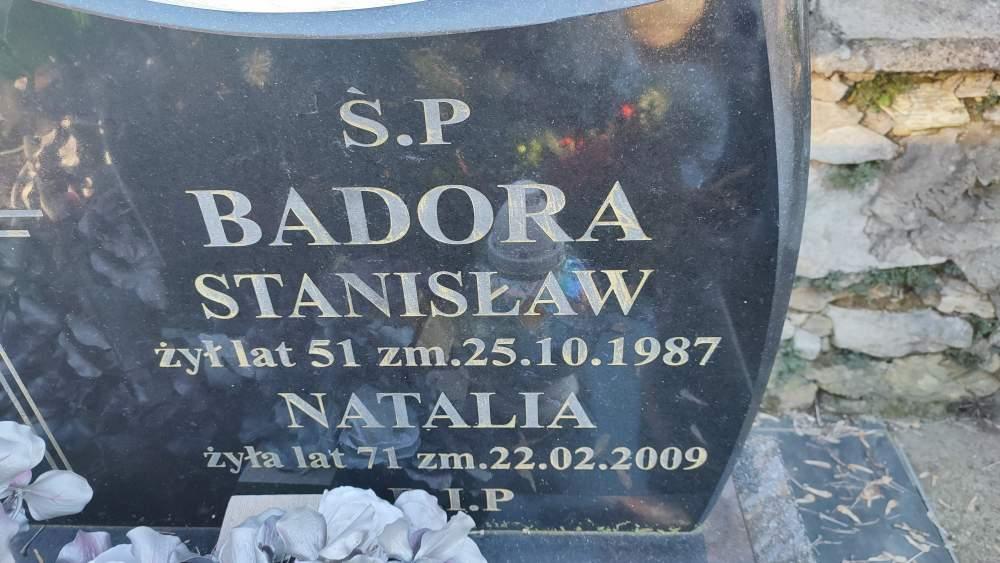 Ś.P
BADORA
STANISŁAW
żył lat 51 zm.25.10.1987
NATALIA
żyła lat 71 zm.22.02.2009
R.I.P